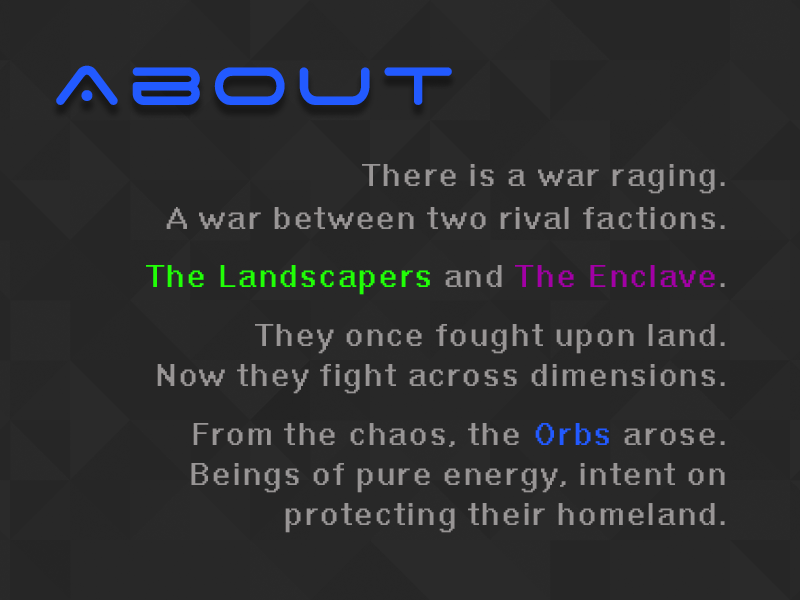 ABOUT
There is a war raging.
A war between two rival factions.
The Landscapers and The Enclave.
They once fought upon land.
Now they fight across dimensions.
From the chaos, the Orbs arose.
Beings of pure energy, intent on
protecting their homeland.